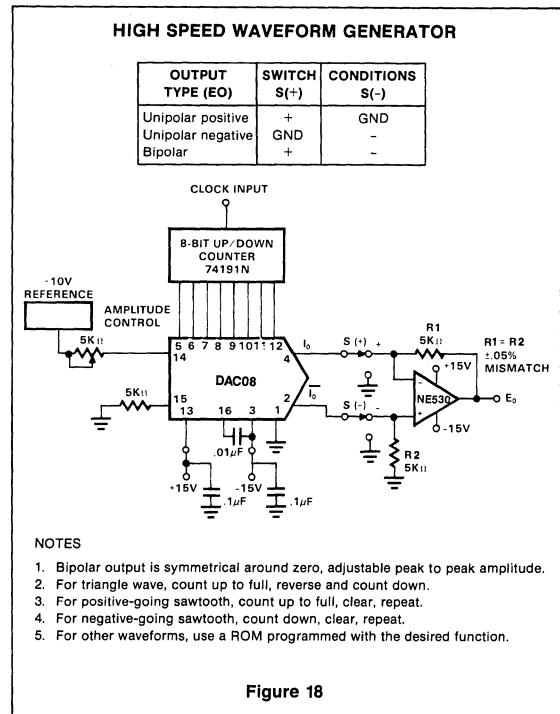 HIGH SPEED WAVEFORM GENERATOR
OUTPUT TYPE (EO) SWITCH S(+) CONDITIONS S(-)
Unipolar positive + GND
Unipolar negative GND -
Bipolar + -
CLOCK INPUT
8-BIT UP/DOWN
COUNTER
74191N
-10V
REFERENCE
AMPLITUDE
CONTROL
5KΩ
5 6 7 8 9 10 11 12
14
4
I₀
S (+) +
R1
5KΩ
R1 = R2
±.05%
MISMATCH
+15V
DAC08
NE530
E₀
-15V
5KΩ
15
2
I₀
S (-) -
13
16
3
1
R2
5KΩ
.01μF
+15V
.1μF
-15V
.1μF
NOTES
1. Bipolar output is symmetrical around zero, adjustable peak to peak amplitude.
2. For triangle wave, count up to full, reverse and count down.
3. For positive-going sawtooth, count up to full, clear, repeat.
4. For negative-going sawtooth, count down, clear, repeat.
5. For other waveforms, use a ROM programmed with the desired function.
Figure 18